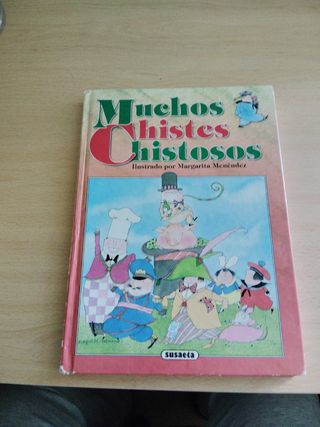 Muchos
Chistes
Chistosos
Ilustrado por Margarita Menéndez
susaeta